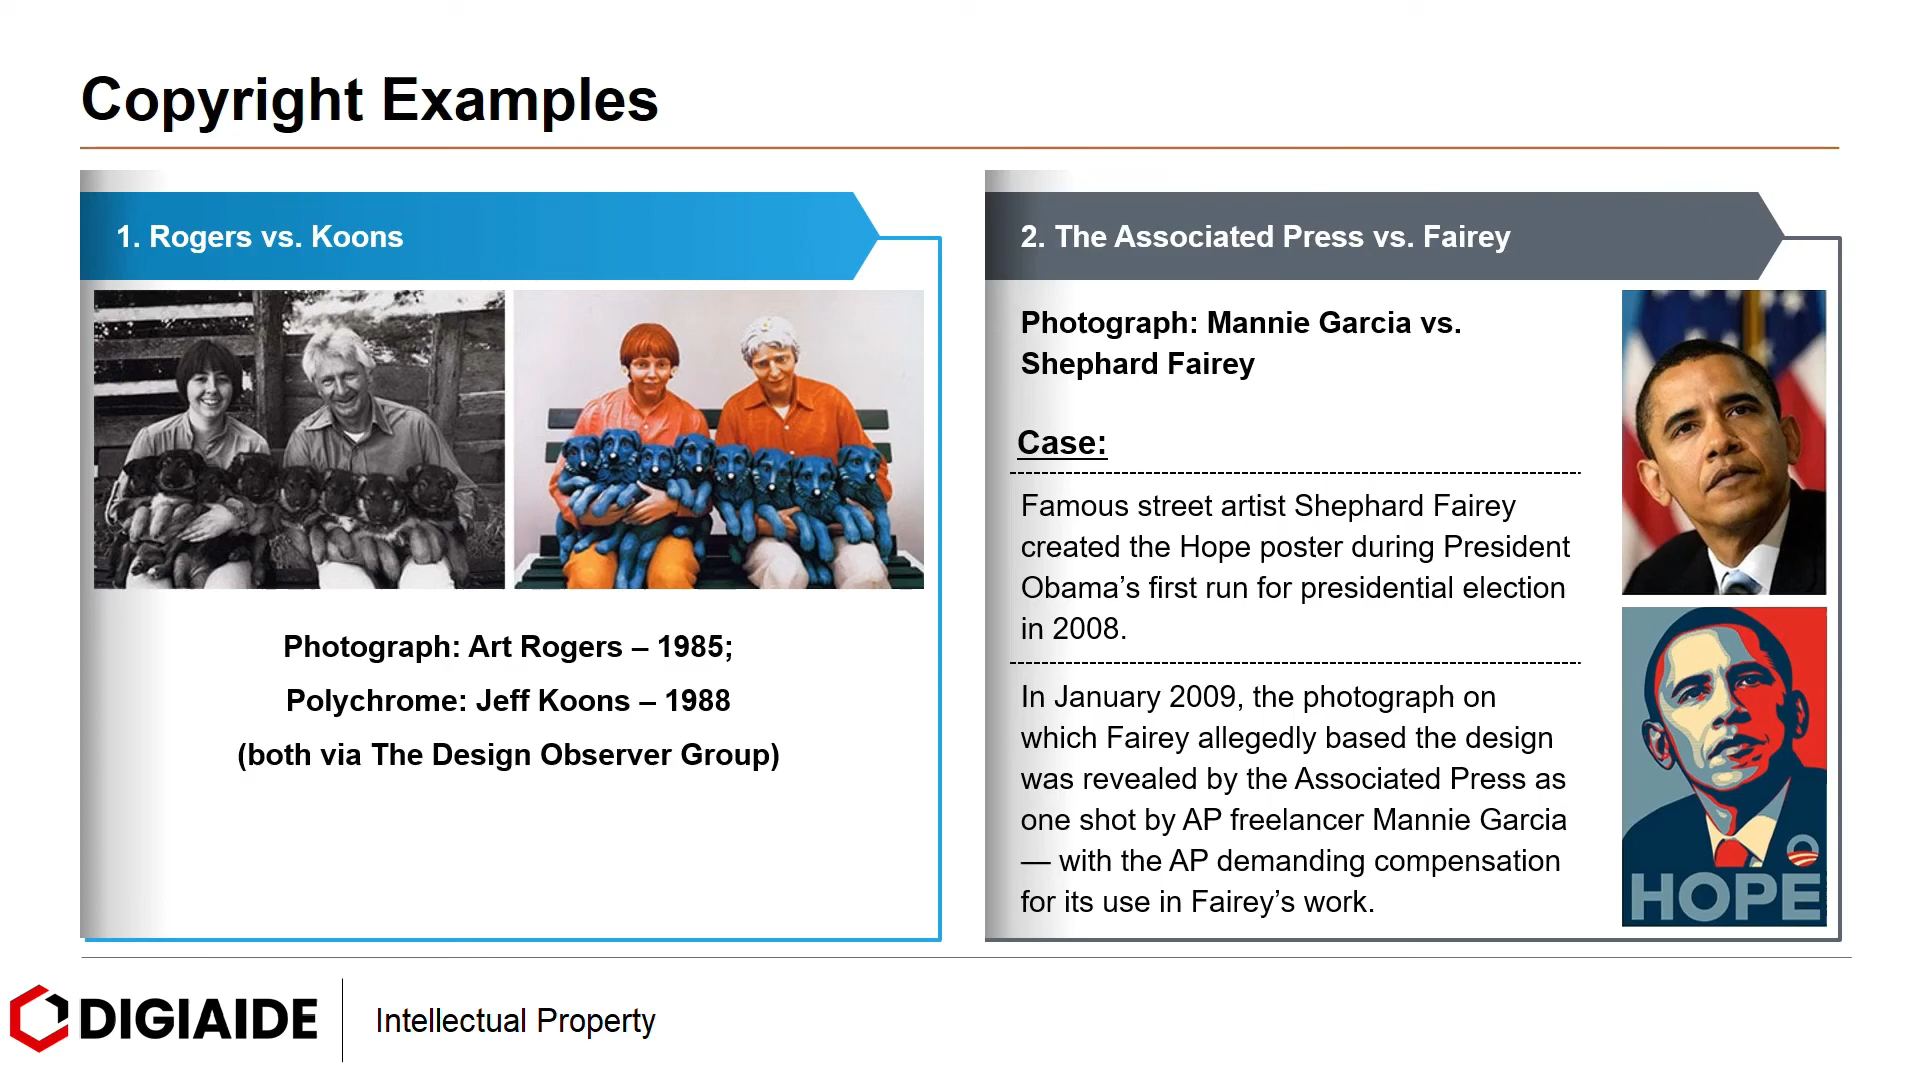 Copyright Examples
1. Rogers vs. Koons
Photograph: Art Rogers – 1985;
Polychrome: Jeff Koons – 1988
(both via The Design Observer Group)
2. The Associated Press vs. Fairey
Photograph: Mannie Garcia vs.
Shephard Fairey
Case:
Famous street artist Shephard Fairey
created the Hope poster during President
Obama’s first run for presidential election
in 2008.
In January 2009, the photograph on
which Fairey allegedly based the design
was revealed by the Associated Press as
one shot by AP freelancer Mannie Garcia
— with the AP demanding compensation
for its use in Fairey’s work.
HOPE
DIGIAIDE
Intellectual Property